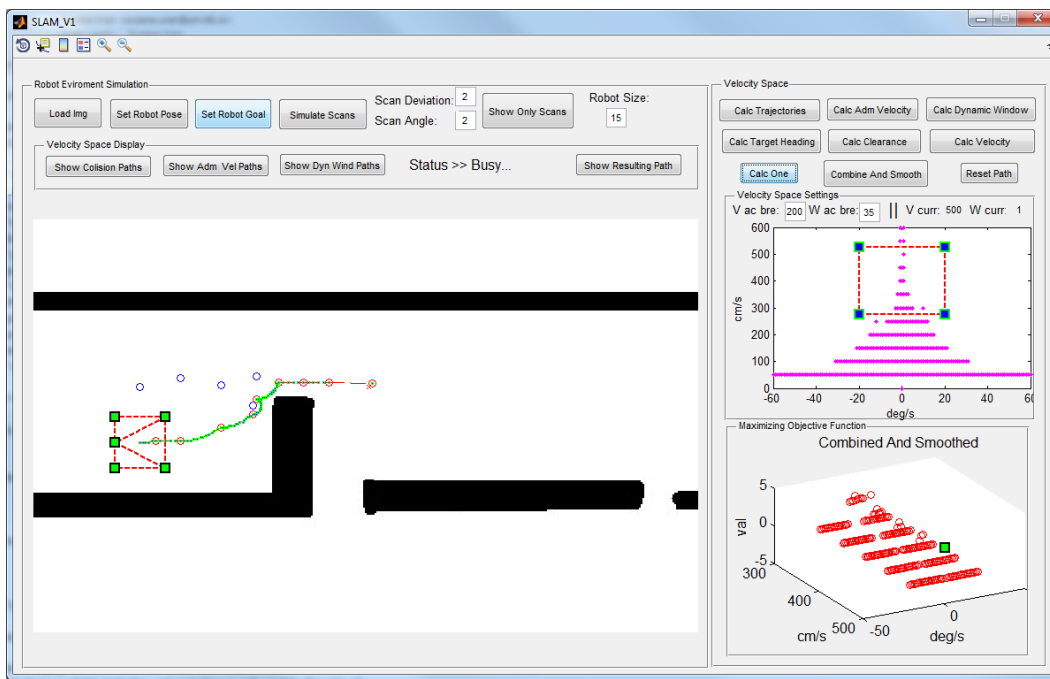 SLAM_V1
Robot Eviroment Simulation
Load Img
Set Robot Pose
Set Robot Goal
Simulate Scans
Scan Deviation: 2
Scan Angle: 2
Show Only Scans
Robot Size:
15
Velocity Space Display
Show Colision Paths
Show Adm Vel Paths
Show Dyn Wind Paths
Status >> Busy...
Show Resulting Path
Velocity Space
Calc Trajectories
Calc Adm Velocity
Calc Dynamic Window
Calc Target Heading
Calc Clearance
Calc Velocity
Calc One
Combine And Smooth
Reset Path
Velocity Space Settings
V ac bre: 200 W ac bre: 35 || V curr: 500 W curr: 1
600
500
400
300
200
100
0
cm/s
-60 -40 -20 0 20 40 60
deg/s
Maximizing Objective Function
Combined And Smoothed
5
0
-5
val
300
400
500
cm/s
-50
0
deg/s